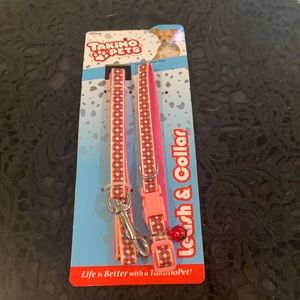 TAKIMO
PETS
Leash & Collar
Life is Better with a TakimoPet!